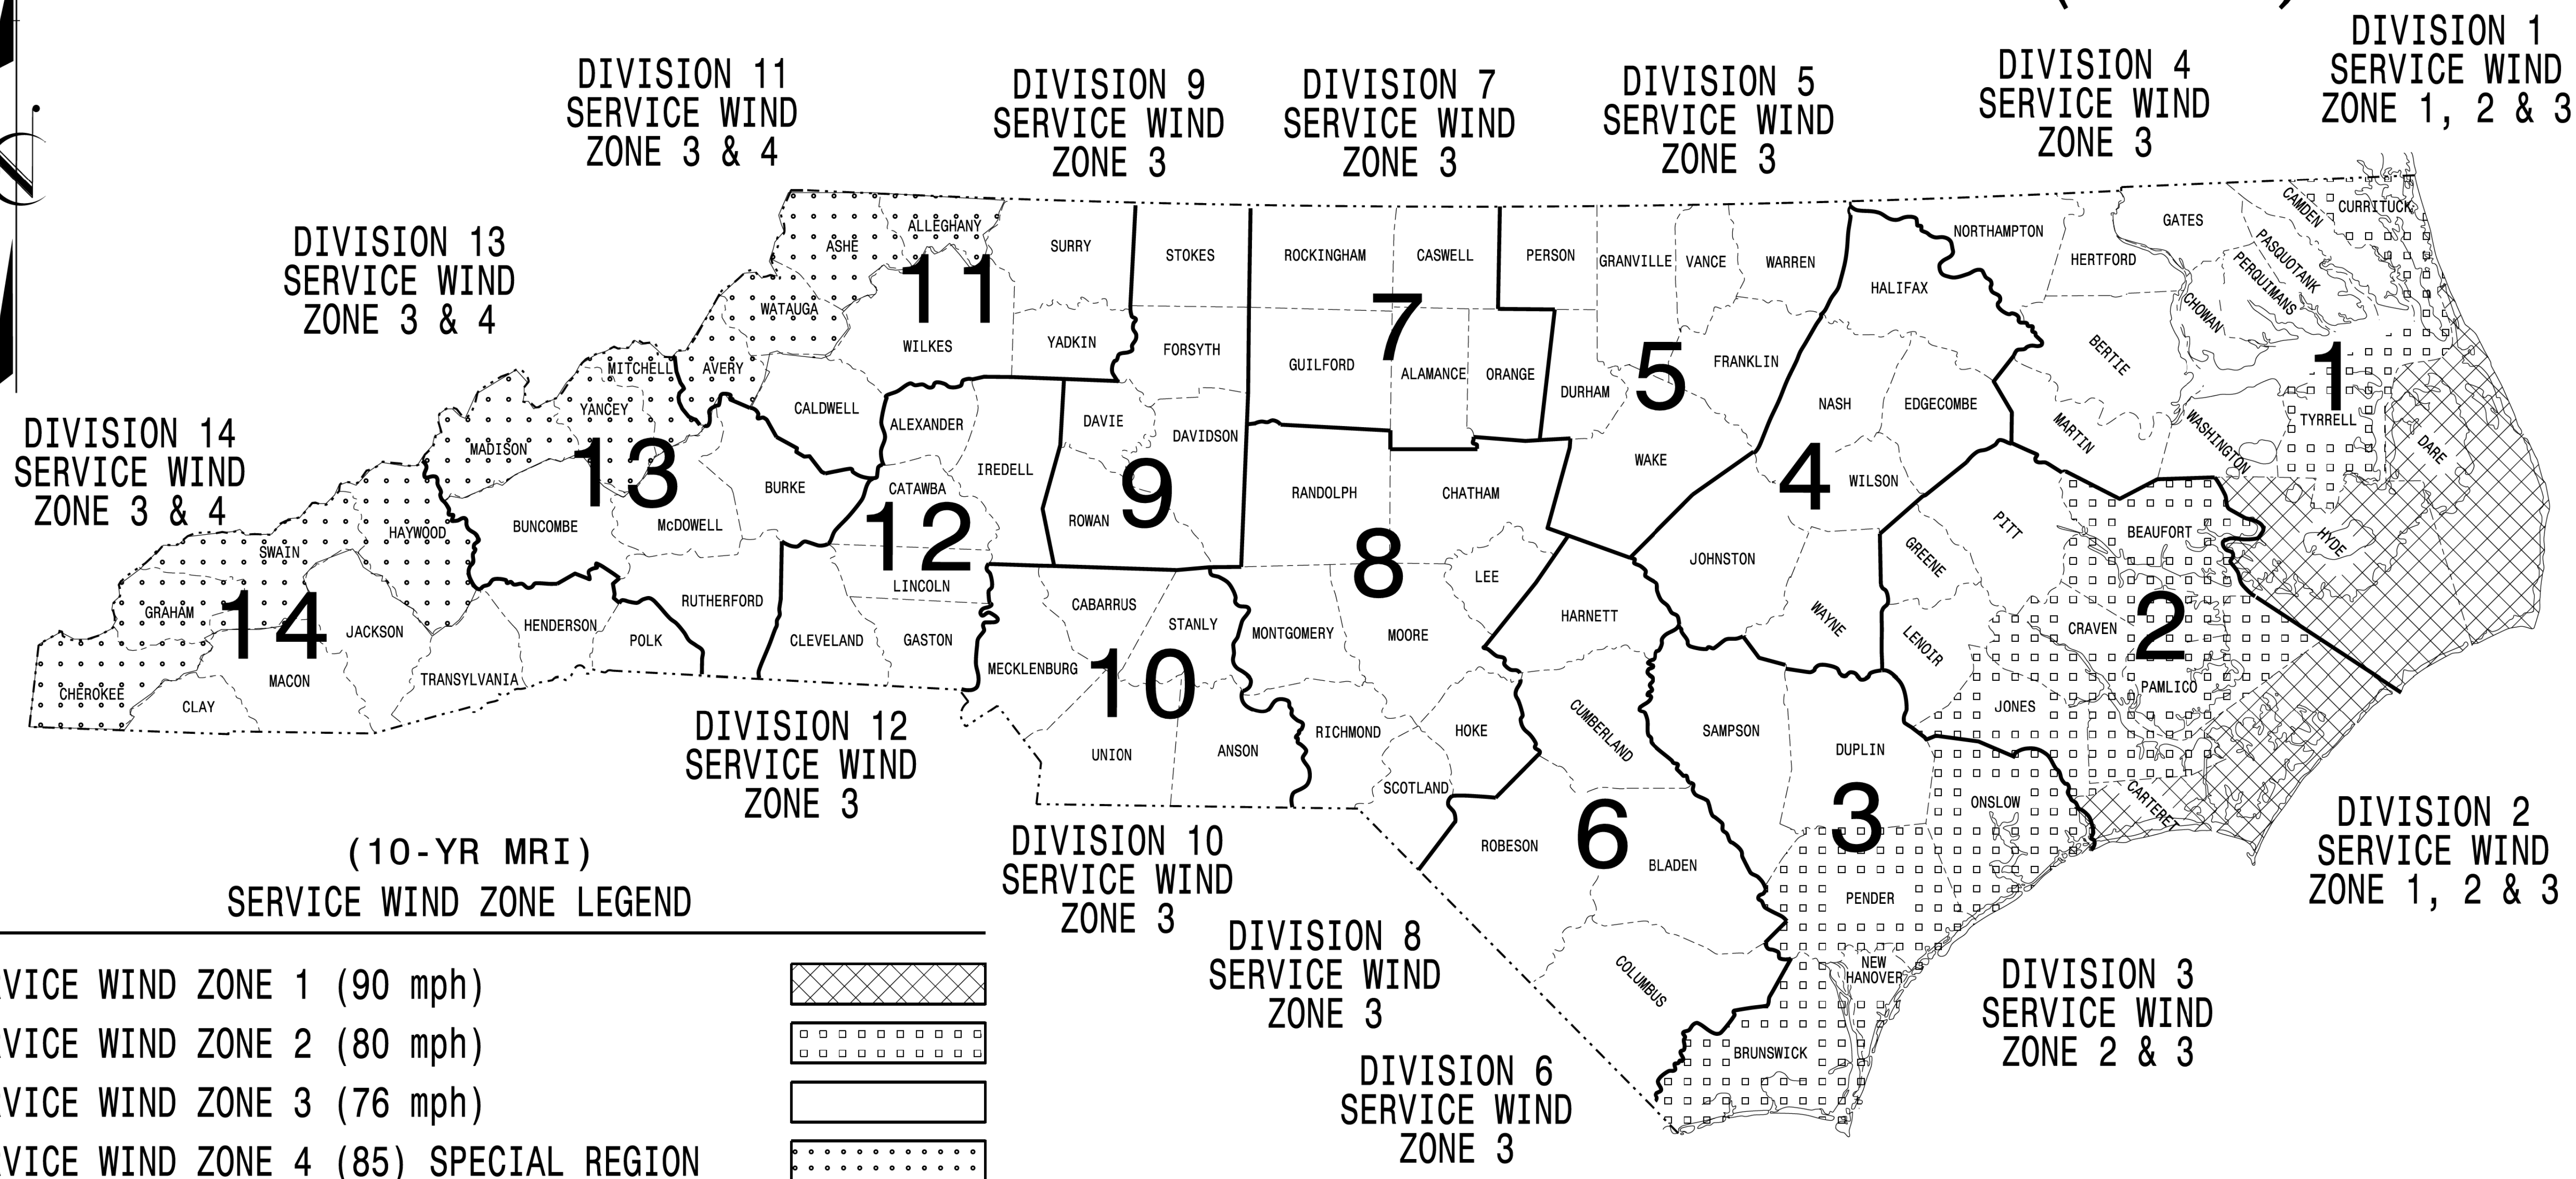 DIVISION 1
SERVICE WIND
ZONE 1, 2 & 3
DIVISION 4
SERVICE WIND
ZONE 3
DIVISION 5
SERVICE WIND
ZONE 3
DIVISION 7
SERVICE WIND
ZONE 3
DIVISION 9
SERVICE WIND
ZONE 3
DIVISION 11
SERVICE WIND
ZONE 3 & 4
DIVISION 13
SERVICE WIND
ZONE 3 & 4
DIVISION 14
SERVICE WIND
ZONE 3 & 4
ASHE
ALLEGHANY
SURRY
STOKES
ROCKINGHAM
CASWELL
PERSON
GRANVILLE
VANCE
WARREN
HALIFAX
NORTHAMPTON
HERTFORD
GATES
CAMDEN
CURRITUCK
PASQUOTANK
PERQUIMANS
CHOWAN
BERTIE
11
WATAUGA
WILKES
YADKIN
FORSYTH
7
GUILFORD
ALAMANCE
ORANGE
DURHAM
5
FRANKLIN
NASH
EDGECOMBE
MARTIN
WASHINGTON
1
TYRRELL
DARE
HYDE
MITCHELL
AVERY
YANCEY
MADISON
13
CALDWELL
ALEXANDER
IREDELL
DAVIE
DAVIDSON
9
ROWAN
RANDOLPH
CHATHAM
WAKE
4
WILSON
BURKE
CATAWBA
12
LINCOLN
BUNCOMBE
McDOWELL
HAYWOOD
SWAIN
GRAHAM
14
JACKSON
HENDERSON
POLK
RUTHERFORD
CLEVELAND
GASTON
CHEROKEE
CLAY
MACON
TRANSYLVANIA
CABARRUS
STANLY
MECKLENBURG
10
UNION
ANSON
8
LEE
MONTGOMERY
MOORE
RICHMOND
HOKE
SCOTLAND
HARNETT
JOHNSTON
WAYNE
GREENE
PITT
BEAUFORT
LENOIR
CRAVEN
2
PAMLICO
JONES
CARTERET
CUMBERLAND
SAMPSON
DUPLIN
3
ONSLOW
ROBESON
6
BLADEN
PENDER
COLUMBUS
NEW
HANOVER
BRUNSWICK
DIVISION 12
SERVICE WIND
ZONE 3
DIVISION 10
SERVICE WIND
ZONE 3
DIVISION 8
SERVICE WIND
ZONE 3
DIVISION 6
SERVICE WIND
ZONE 3
DIVISION 3
SERVICE WIND
ZONE 2 & 3
DIVISION 2
SERVICE WIND
ZONE 1, 2 & 3
(10-YR MRI)
SERVICE WIND ZONE LEGEND
VICE WIND ZONE 1 (90 mph)
VICE WIND ZONE 2 (80 mph)
VICE WIND ZONE 3 (76 mph)
VICE WIND ZONE 4 (85) SPECIAL REGION